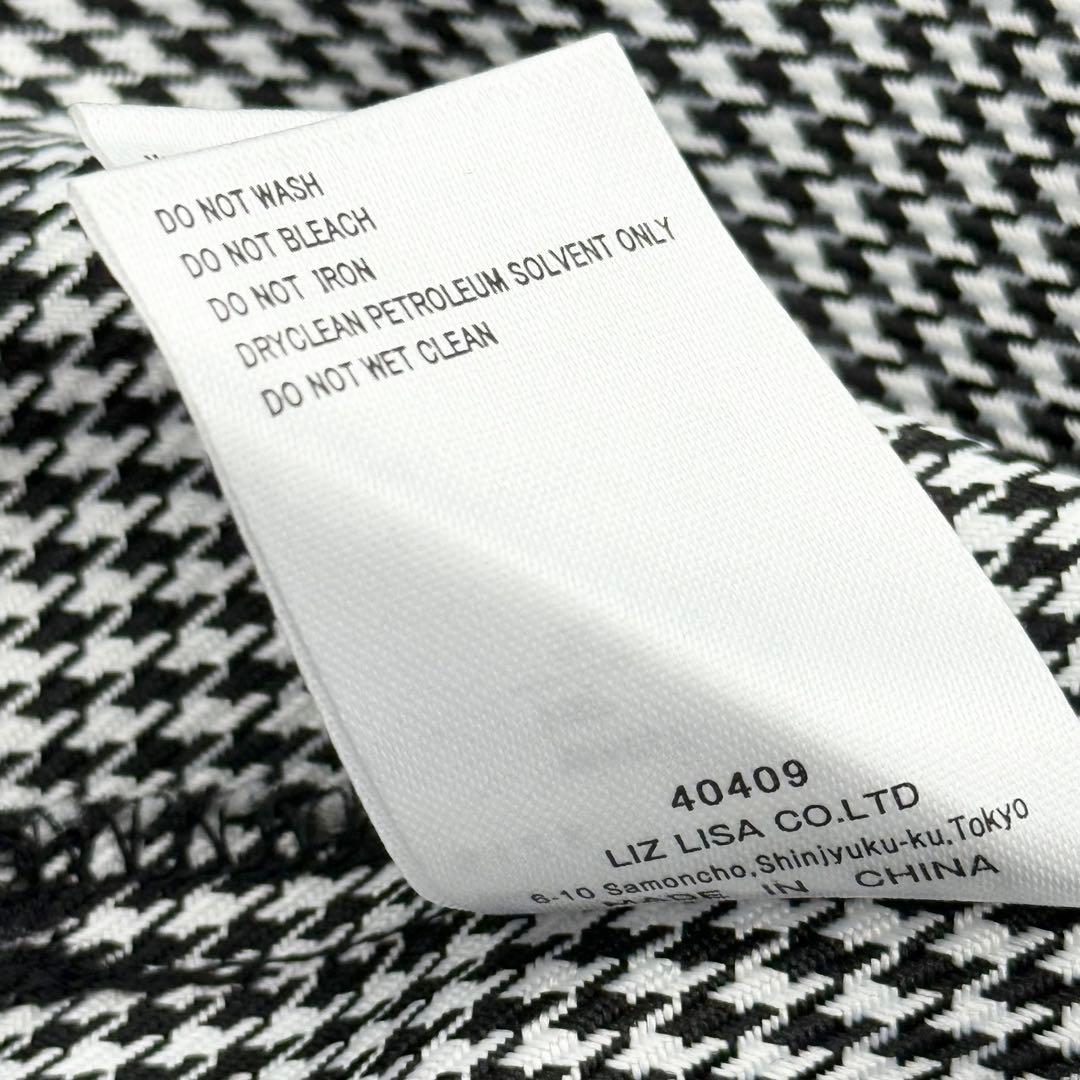 DO NOT WASH
DO NOT BLEACH
DO NOT IRON
DRYCLEAN PETROLEUM SOLVENT ONLY
DO NOT WET CLEAN
40409
LIZ LISA CO.LTD
6-10 Samoncho,Shinjyuku-ku,Tokyo
MADE IN CHINA